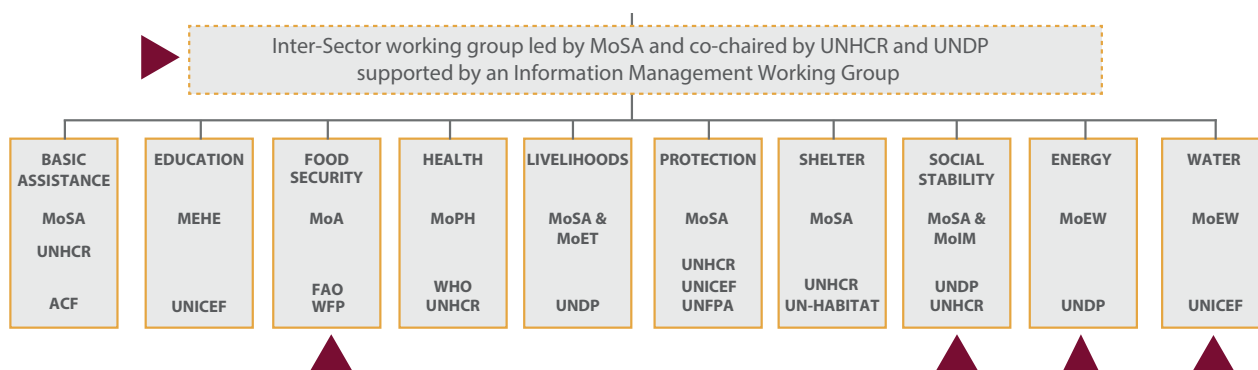 Inter-Sector working group led by MoSA and co-chaired by UNHCR and UNDP
supported by an Information Management Working Group
BASIC
ASSISTANCE
MoSA
UNHCR
ACF
EDUCATION
MEHE
UNICEF
FOOD
SECURITY
MoA
FAO
WFP
HEALTH
MoPH
WHO
UNHCR
LIVELIHOODS
MoSA &
MoET
UNDP
PROTECTION
MoSA
UNHCR
UNICEF
UNFPA
SHELTER
MoSA
UNHCR
UN-HABITAT
SOCIAL
STABILITY
MoSA &
MoIM
UNDP
UNHCR
ENERGY
MoEW
UNDP
WATER
MoEW
UNICEF